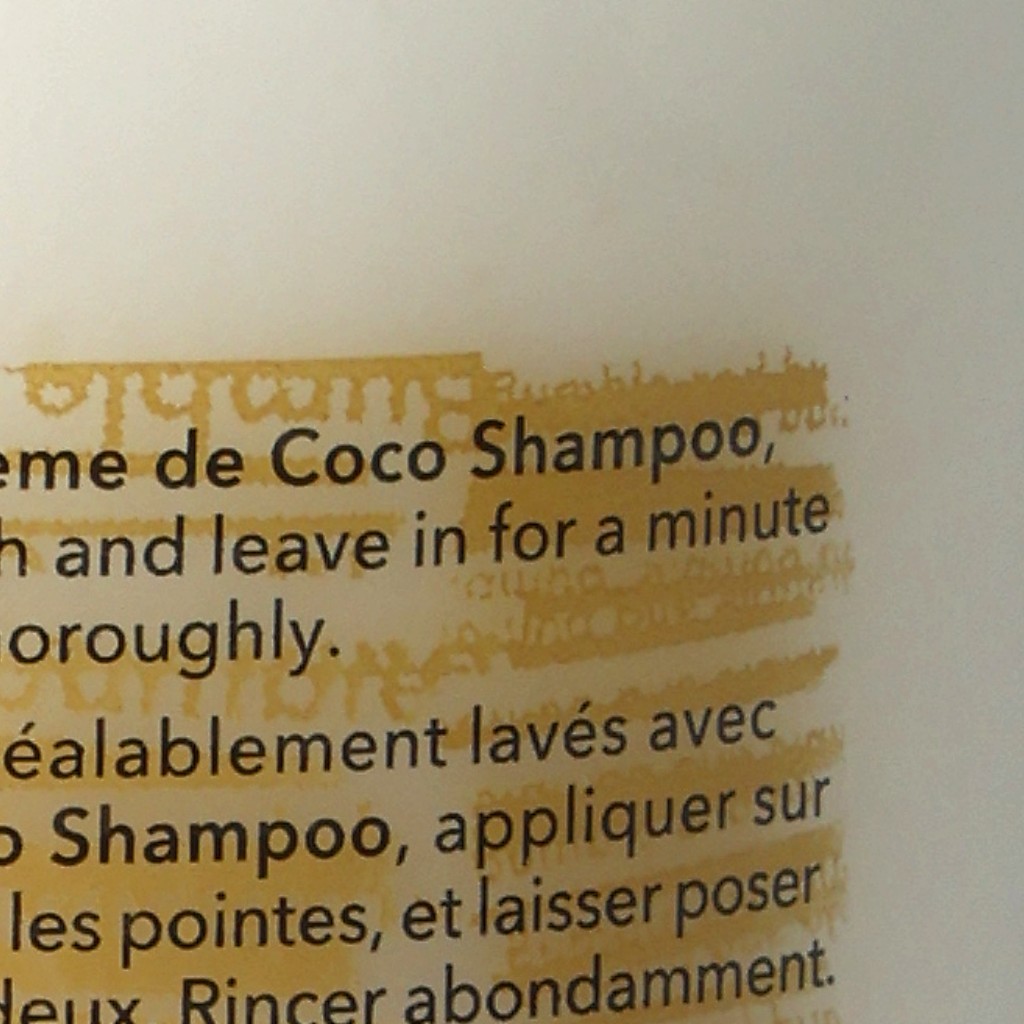 eme de Coco Shampoo,
h and leave in for a minute
oroughly.
éalablement lavés avec
o Shampoo, appliquer sur
les pointes, et laisser poser
deux. Rincer abondamment.